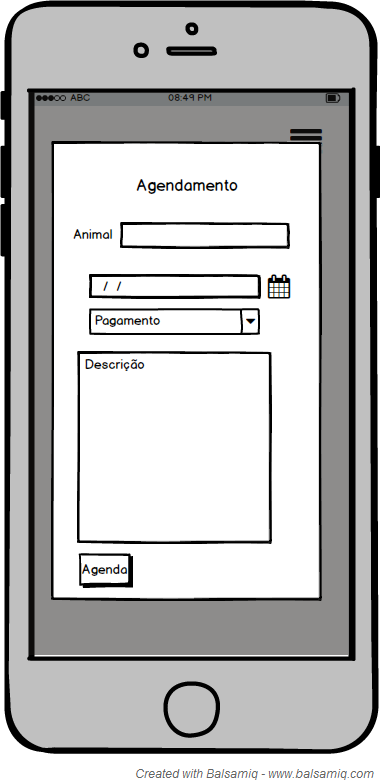 ABC 08:49 PM
Agendamento
Animal
/ /
Pagamento
Descrição
Agenda
Created with Balsamiq - www.balsamiq.com